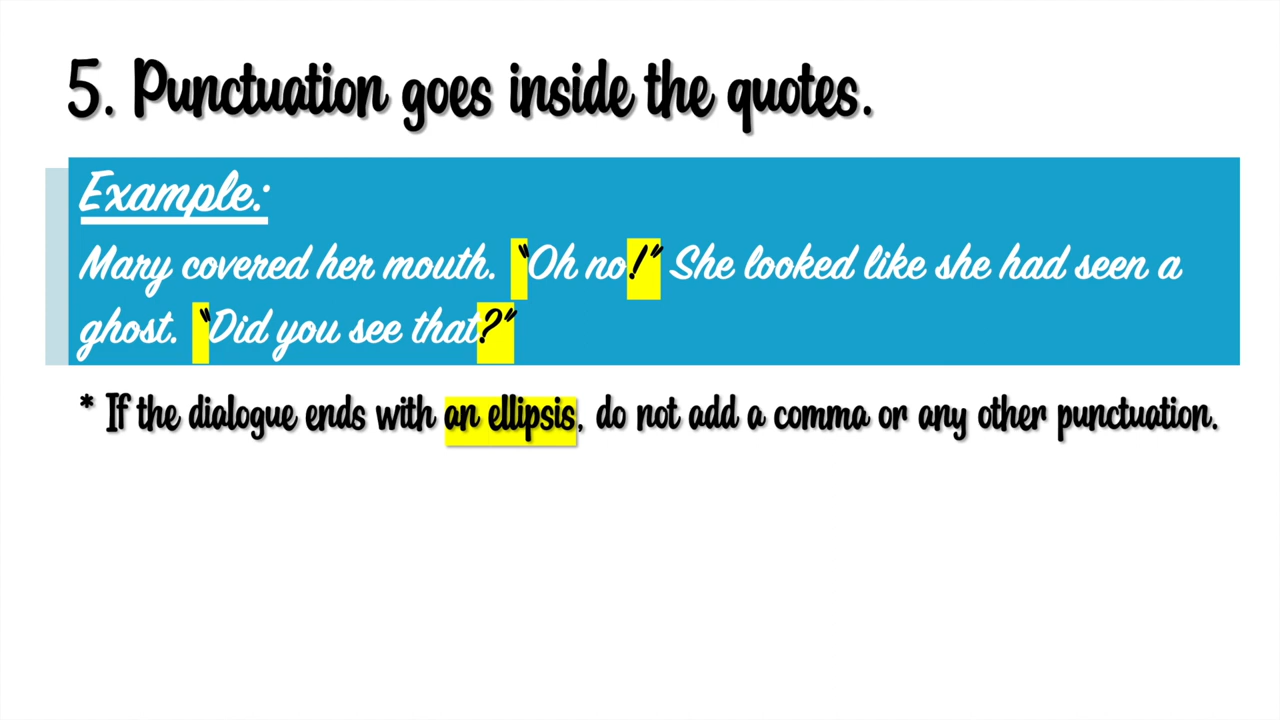 5. Punctuation goes inside the quotes.
Example:
Mary covered her mouth. "Oh no!" She looked like she had seen a
ghost. "Did you see that?"
* If the dialogue ends with an ellipsis, do not add a comma or any other punctuation.